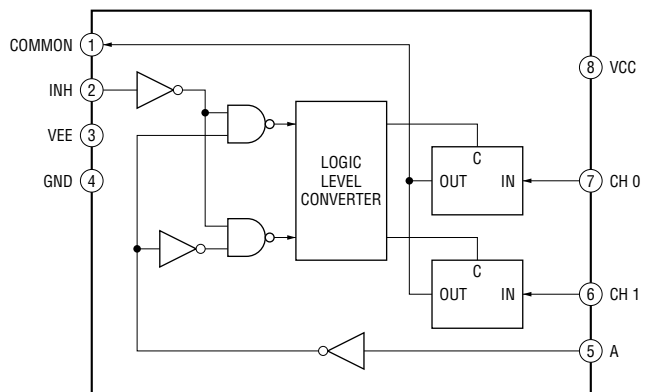 COMMON 1
INH 2
VEE 3
GND 4
8 VCC
7 CH 0
6 CH 1
5 A
LOGIC
LEVEL
CONVERTER
C
OUT IN
C
OUT IN